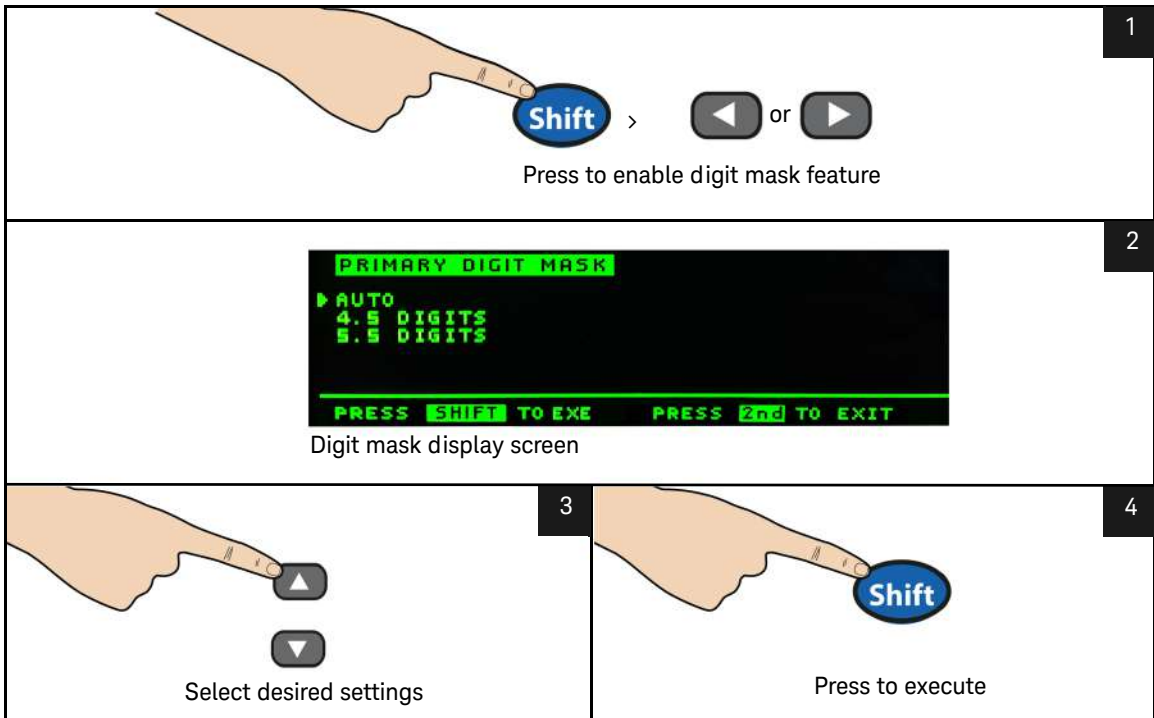 1
Shift > or
Press to enable digit mask feature
2
PRIMARY DIGIT MASK
AUTO
4.5 DIGITS
5.5 DIGITS
PRESS SHIFT TO EXE PRESS 2nd TO EXIT
Digit mask display screen
3
Select desired settings
4
Shift
Press to execute